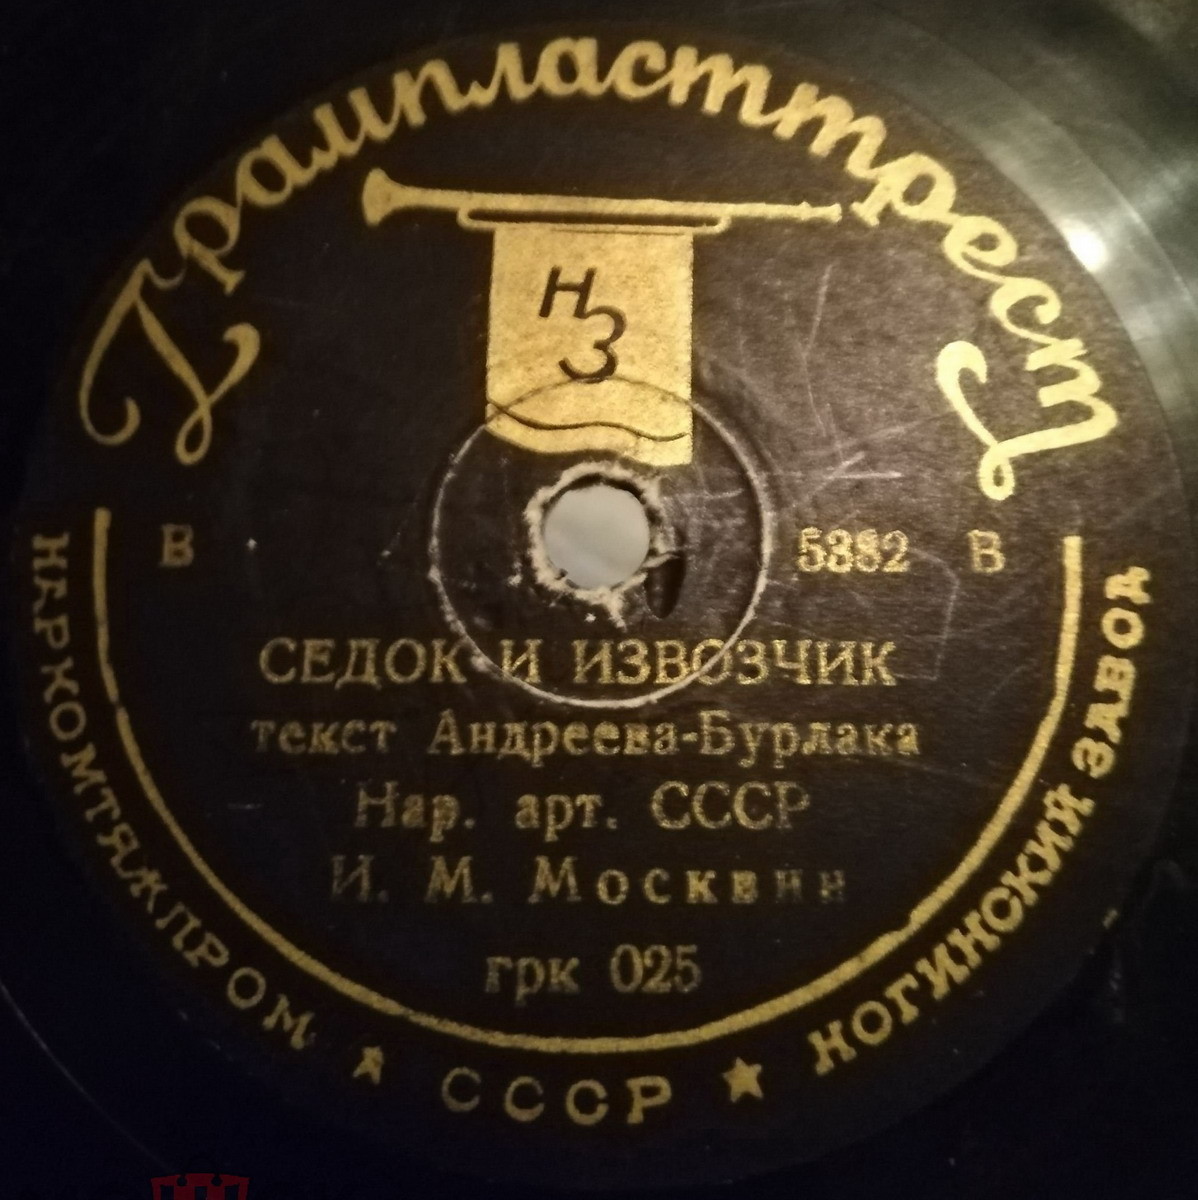 Грампласттрест
НЗ
В 5382 В
СЕДОК И ИЗВОЗЧИК
текст Андреева-Бурлака
Нар. арт. СССР
И. М. Москвин
грк 025
НАРКОМТЯЖПРОМ ★ СССР ★ НОГИНСКИЙ ЗАВОД